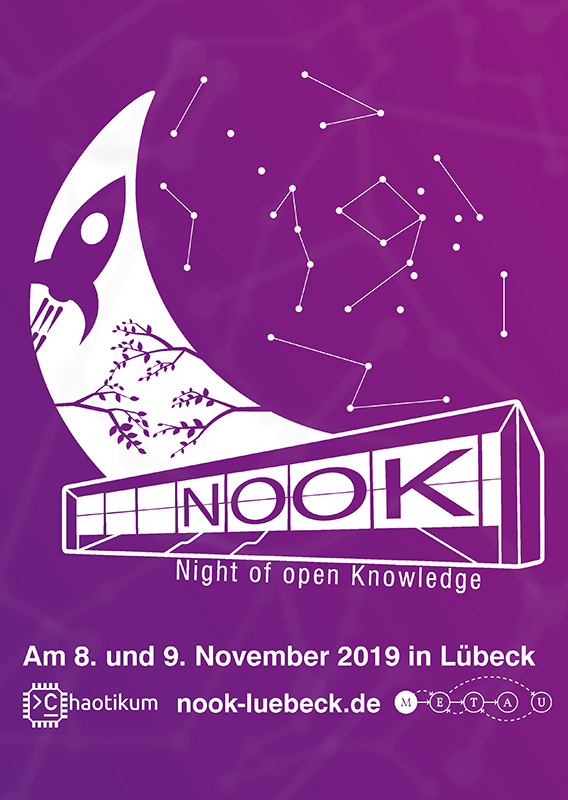 NOOK
Night of open Knowledge
Am 8. und 9. November 2019 in Lübeck
>Chaotikum nook-luebeck.de METAU